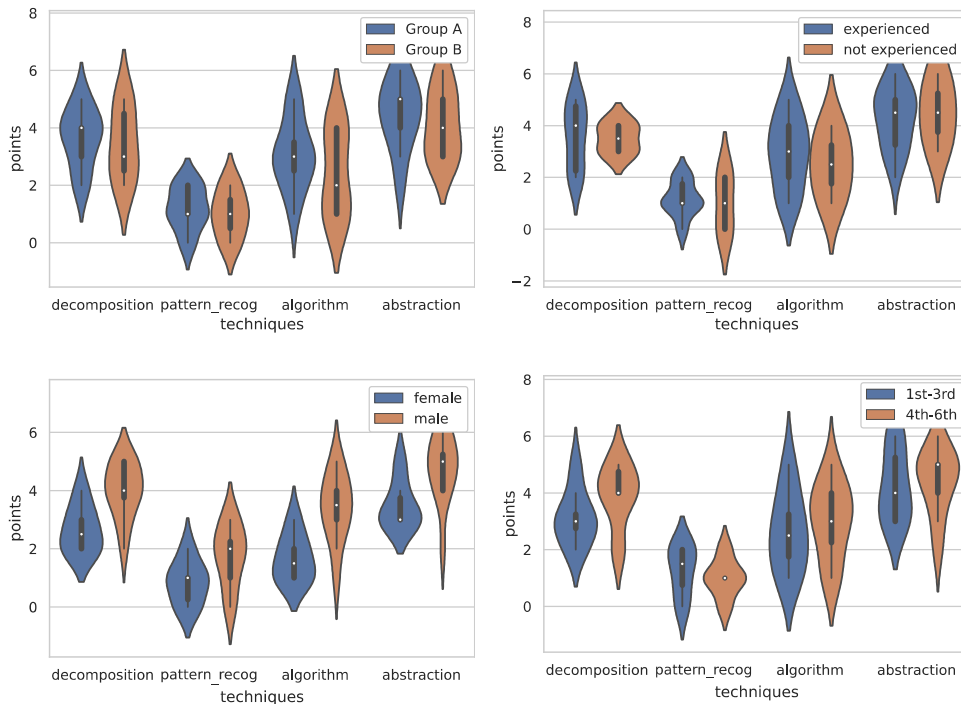 8
6
4
2
0
points
Group A
Group B
decomposition pattern_recog algorithm abstraction
techniques
8
6
4
2
0
−2
points
experienced
not experienced
decomposition pattern_recog algorithm abstraction
techniques
6
4
2
0
points
female
male
decomposition pattern_recog algorithm abstraction
techniques
8
6
4
2
0
points
1st-3rd
4th-6th
decomposition pattern_recog algorithm abstraction
techniques